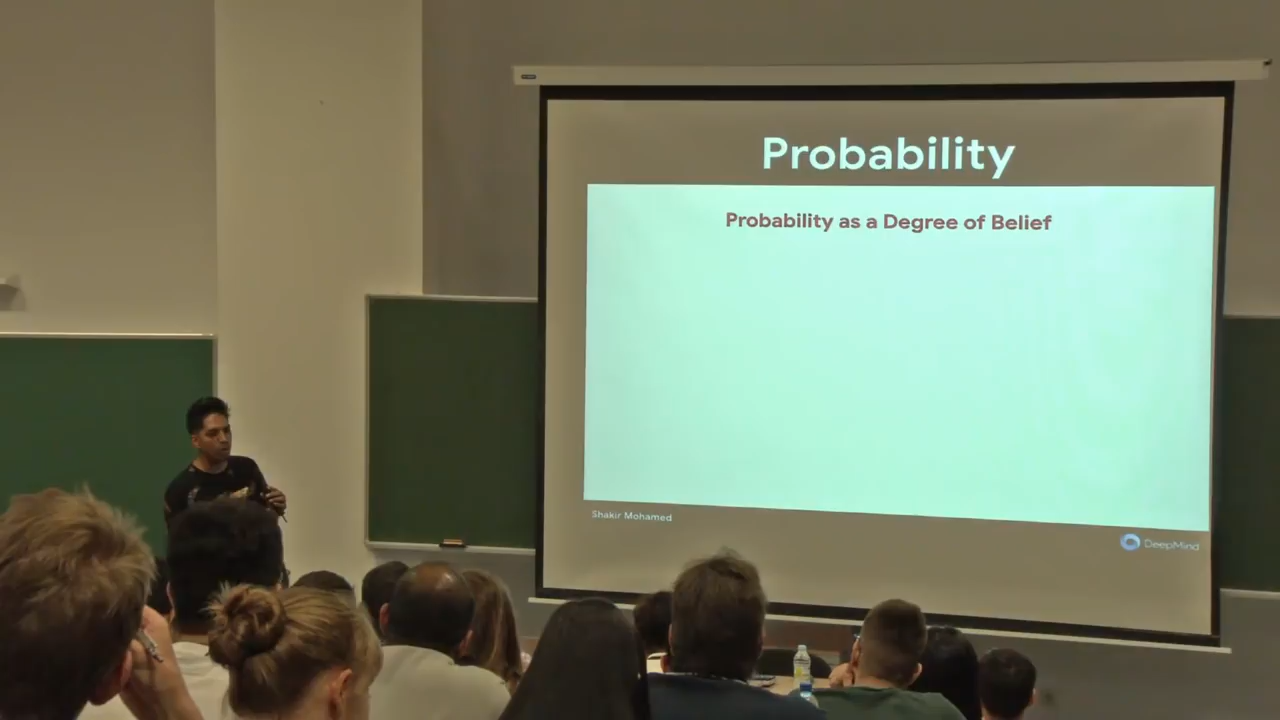 Probability
Probability as a Degree of Belief
Shakir Mohamed
DeepMind